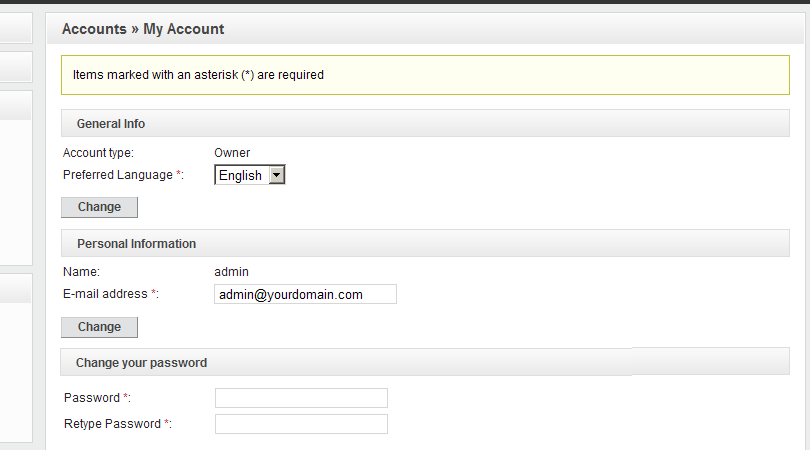 Accounts » My Account
Items marked with an asterisk (*) are required
General Info
Account type: Owner
Preferred Language *: English
Change
Personal Information
Name: admin
E-mail address *: admin@yourdomain.com
Change
Change your password
Password *:
Retype Password *: